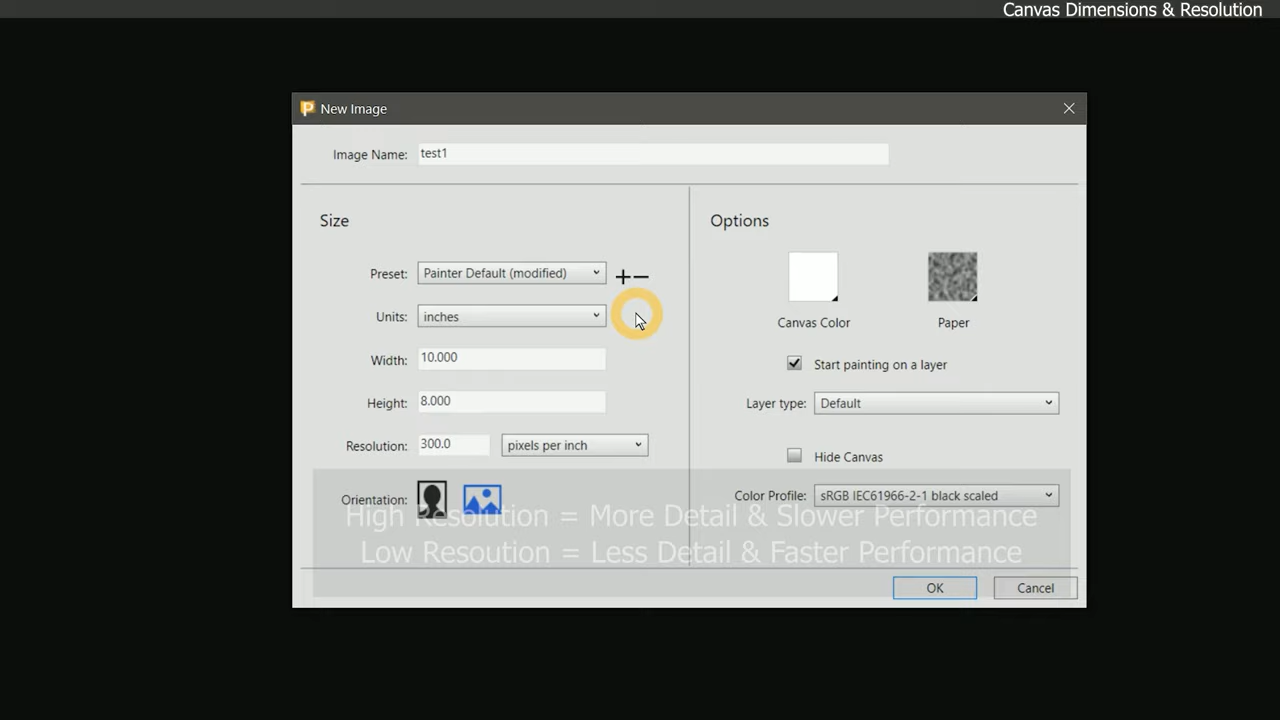 Canvas Dimensions & Resolution
New Image
Image Name: test1
Size
Preset: Painter Default (modified)
Units: inches
Width: 10.000
Height: 8.000
Resolution: 300.0 pixels per inch
Orientation:
Options
Canvas Color
Paper
Start painting on a layer
Layer type: Default
Hide Canvas
Color Profile: sRGB IEC61966-2-1 black scaled
High Resolution = More Detail & Slower Performance
Low Resoution = Less Detail & Faster Performance
OK
Cancel